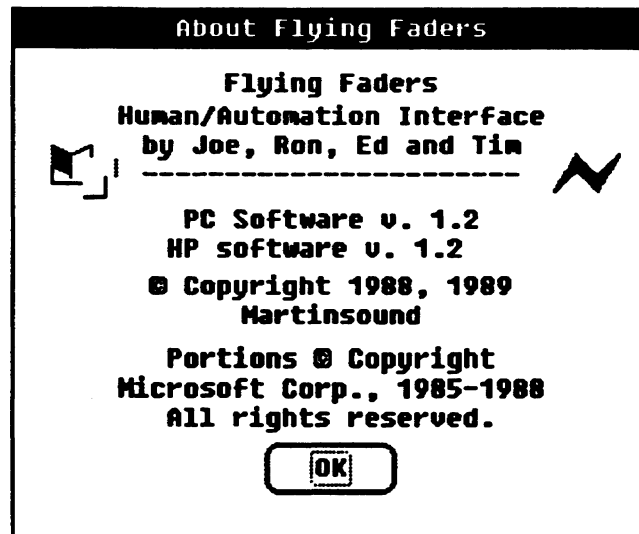 About Flying Faders
Flying Faders
Human/Automation Interface
by Joe, Ron, Ed and Tim
------------------------
PC Software v. 1.2
HP software v. 1.2
© Copyright 1988, 1989
Martinsound
Portions © Copyright
Microsoft Corp., 1985-1988
All rights reserved.
OK